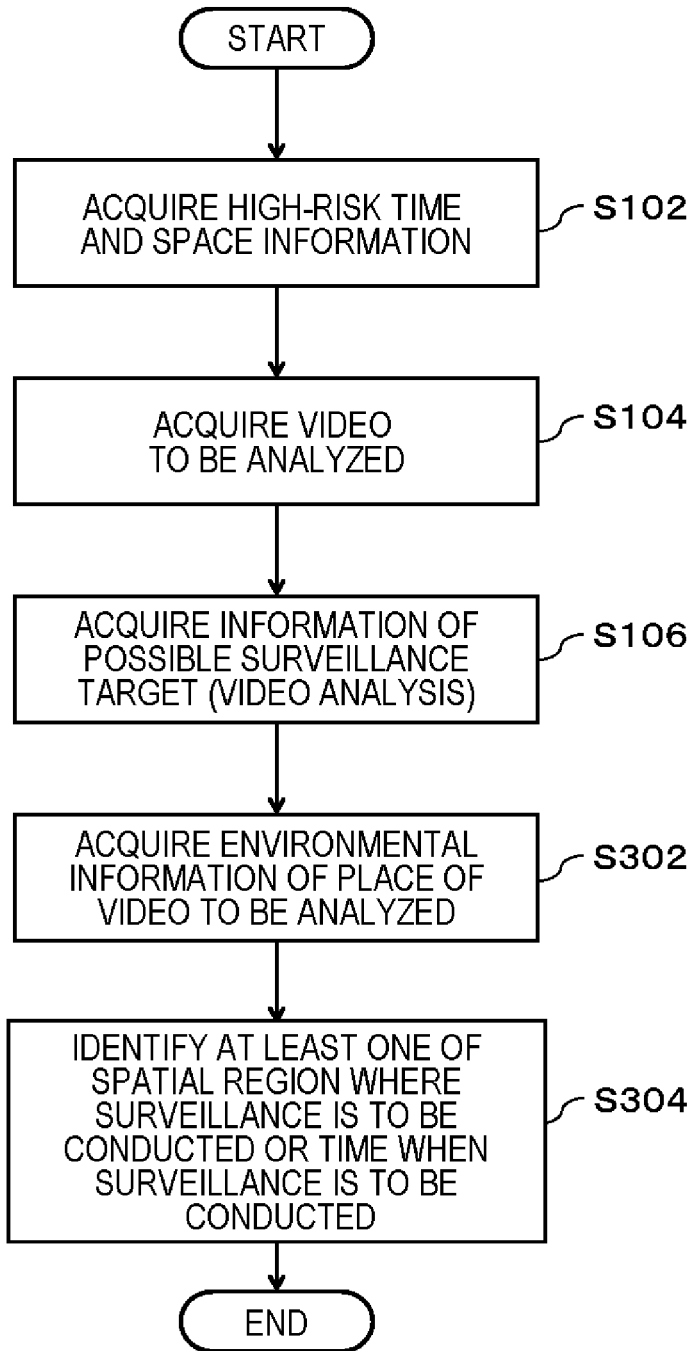 START
ACQUIRE HIGH-RISK TIME
AND SPACE INFORMATION
S102
ACQUIRE VIDEO
TO BE ANALYZED
S104
ACQUIRE INFORMATION OF
POSSIBLE SURVEILLANCE
TARGET (VIDEO ANALYSIS)
S106
ACQUIRE ENVIRONMENTAL
INFORMATION OF PLACE OF
VIDEO TO BE ANALYZED
S302
IDENTIFY AT LEAST ONE OF
SPATIAL REGION WHERE
SURVEILLANCE IS TO BE
CONDUCTED OR TIME WHEN
SURVEILLANCE IS TO BE
CONDUCTED
S304
END